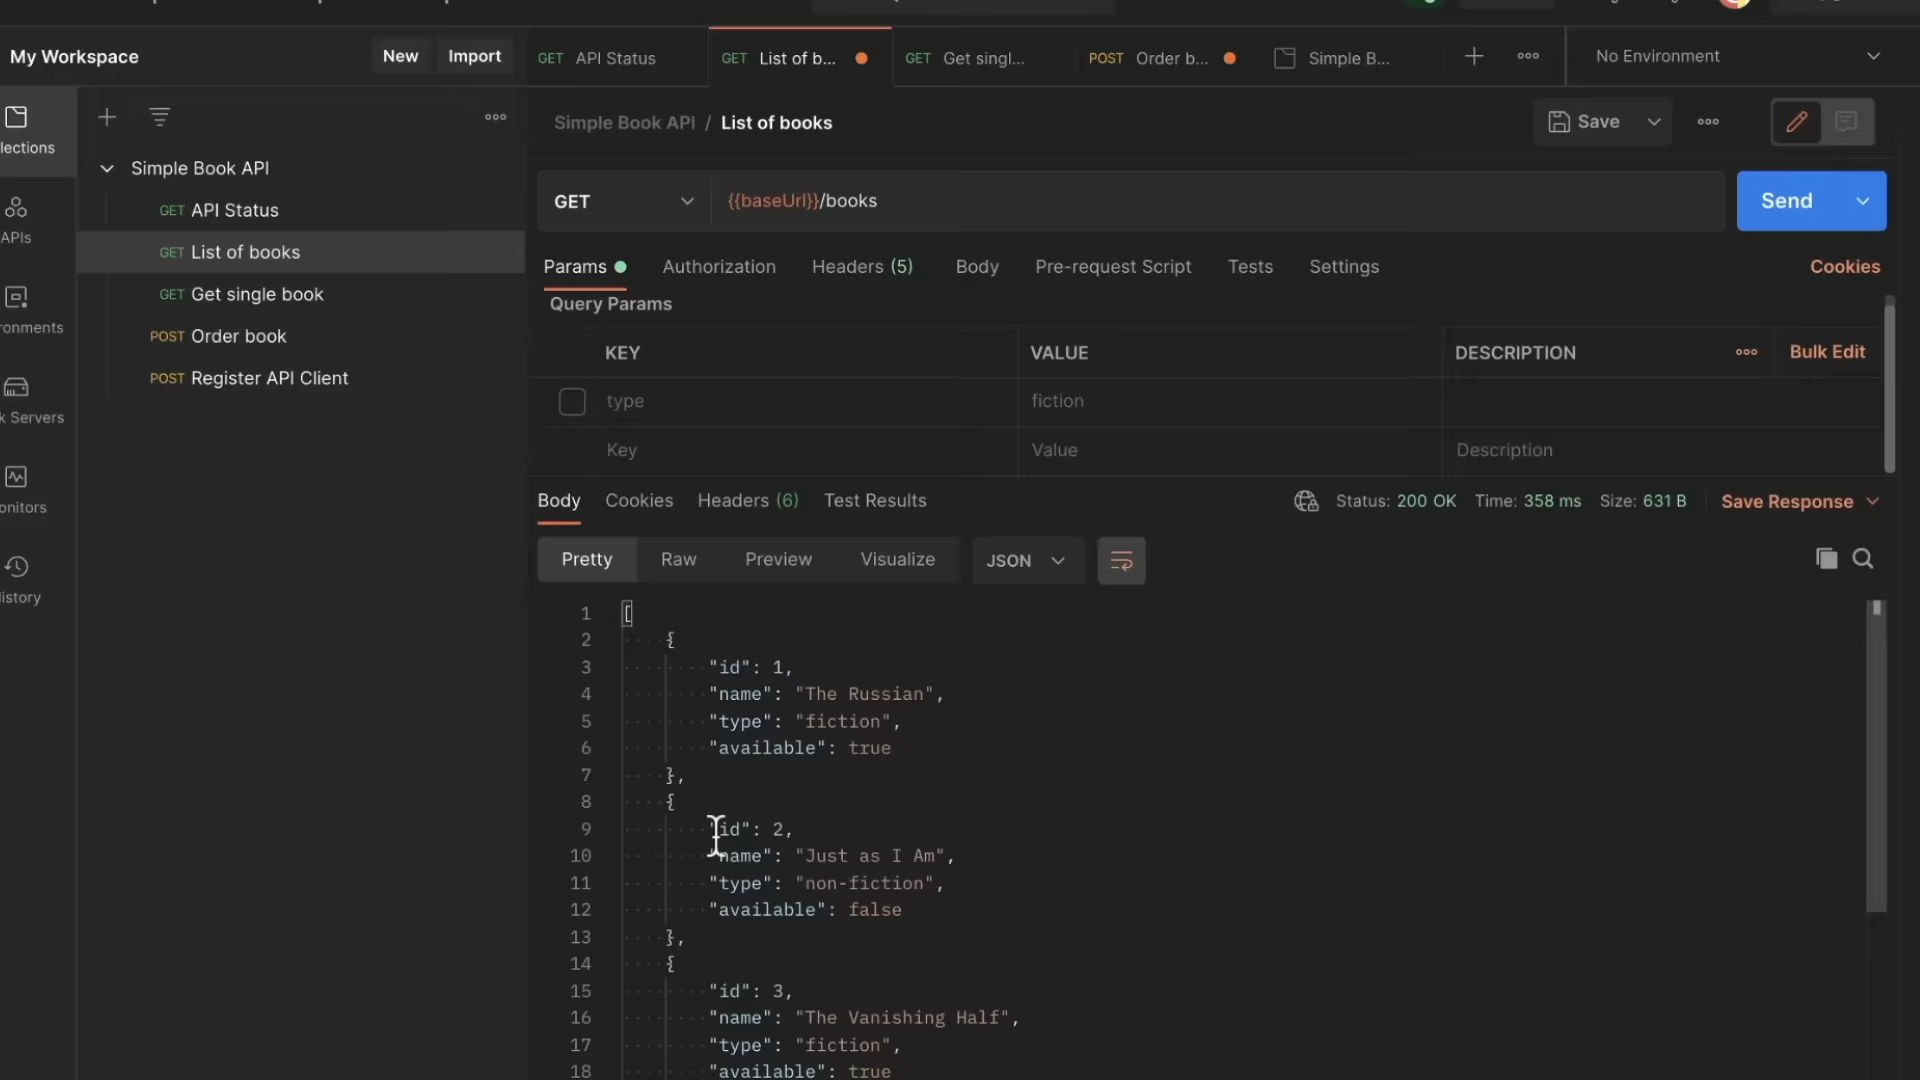 My Workspace
New
Import
GET API Status
GET List of b...
GET Get singl...
POST Order b...
Simple B...
No Environment
lections
APIs
ronments
k Servers
onitors
istory
Simple Book API
GET API Status
GET List of books
GET Get single book
POST Order book
POST Register API Client
Simple Book API / List of books
Save
GET
{{baseUrl}}/books
Send
Params
Authorization
Headers (5)
Body
Pre-request Script
Tests
Settings
Cookies
Query Params
KEY VALUE DESCRIPTION Bulk Edit
type fiction
Key Value Description
Body Cookies Headers (6) Test Results
Status: 200 OK Time: 358 ms Size: 631 B Save Response
Pretty Raw Preview Visualize JSON
1 [
2 {
3 "id": 1,
4 "name": "The Russian",
5 "type": "fiction",
6 "available": true
7 },
8 {
9 "id": 2,
10 "name": "Just as I Am",
11 "type": "non-fiction",
12 "available": false
13 },
14 {
15 "id": 3,
16 "name": "The Vanishing Half",
17 "type": "fiction",
18 "available": true